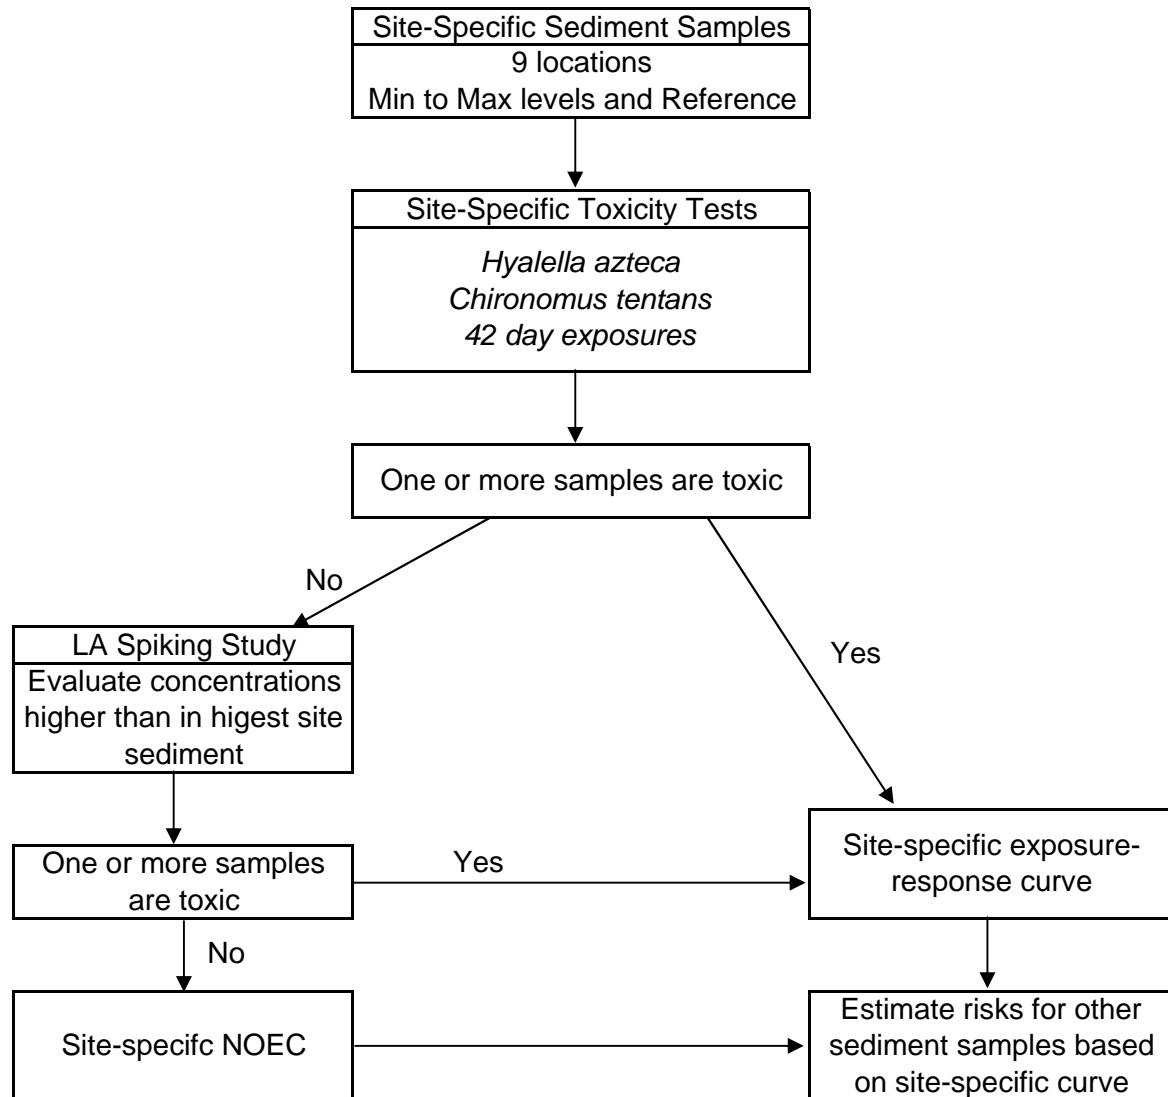 Site-Specific Sediment Samples
9 locations
Min to Max levels and Reference
Site-Specific Toxicity Tests
Hyalella azteca
Chironomus tentans
42 day exposures
One or more samples are toxic
No
Yes
LA Spiking Study
Evaluate concentrations
higher than in higest site
sediment
One or more samples
are toxic
Yes
Site-specific exposure-
response curve
No
Site-specifc NOEC
Estimate risks for other
sediment samples based
on site-specific curve